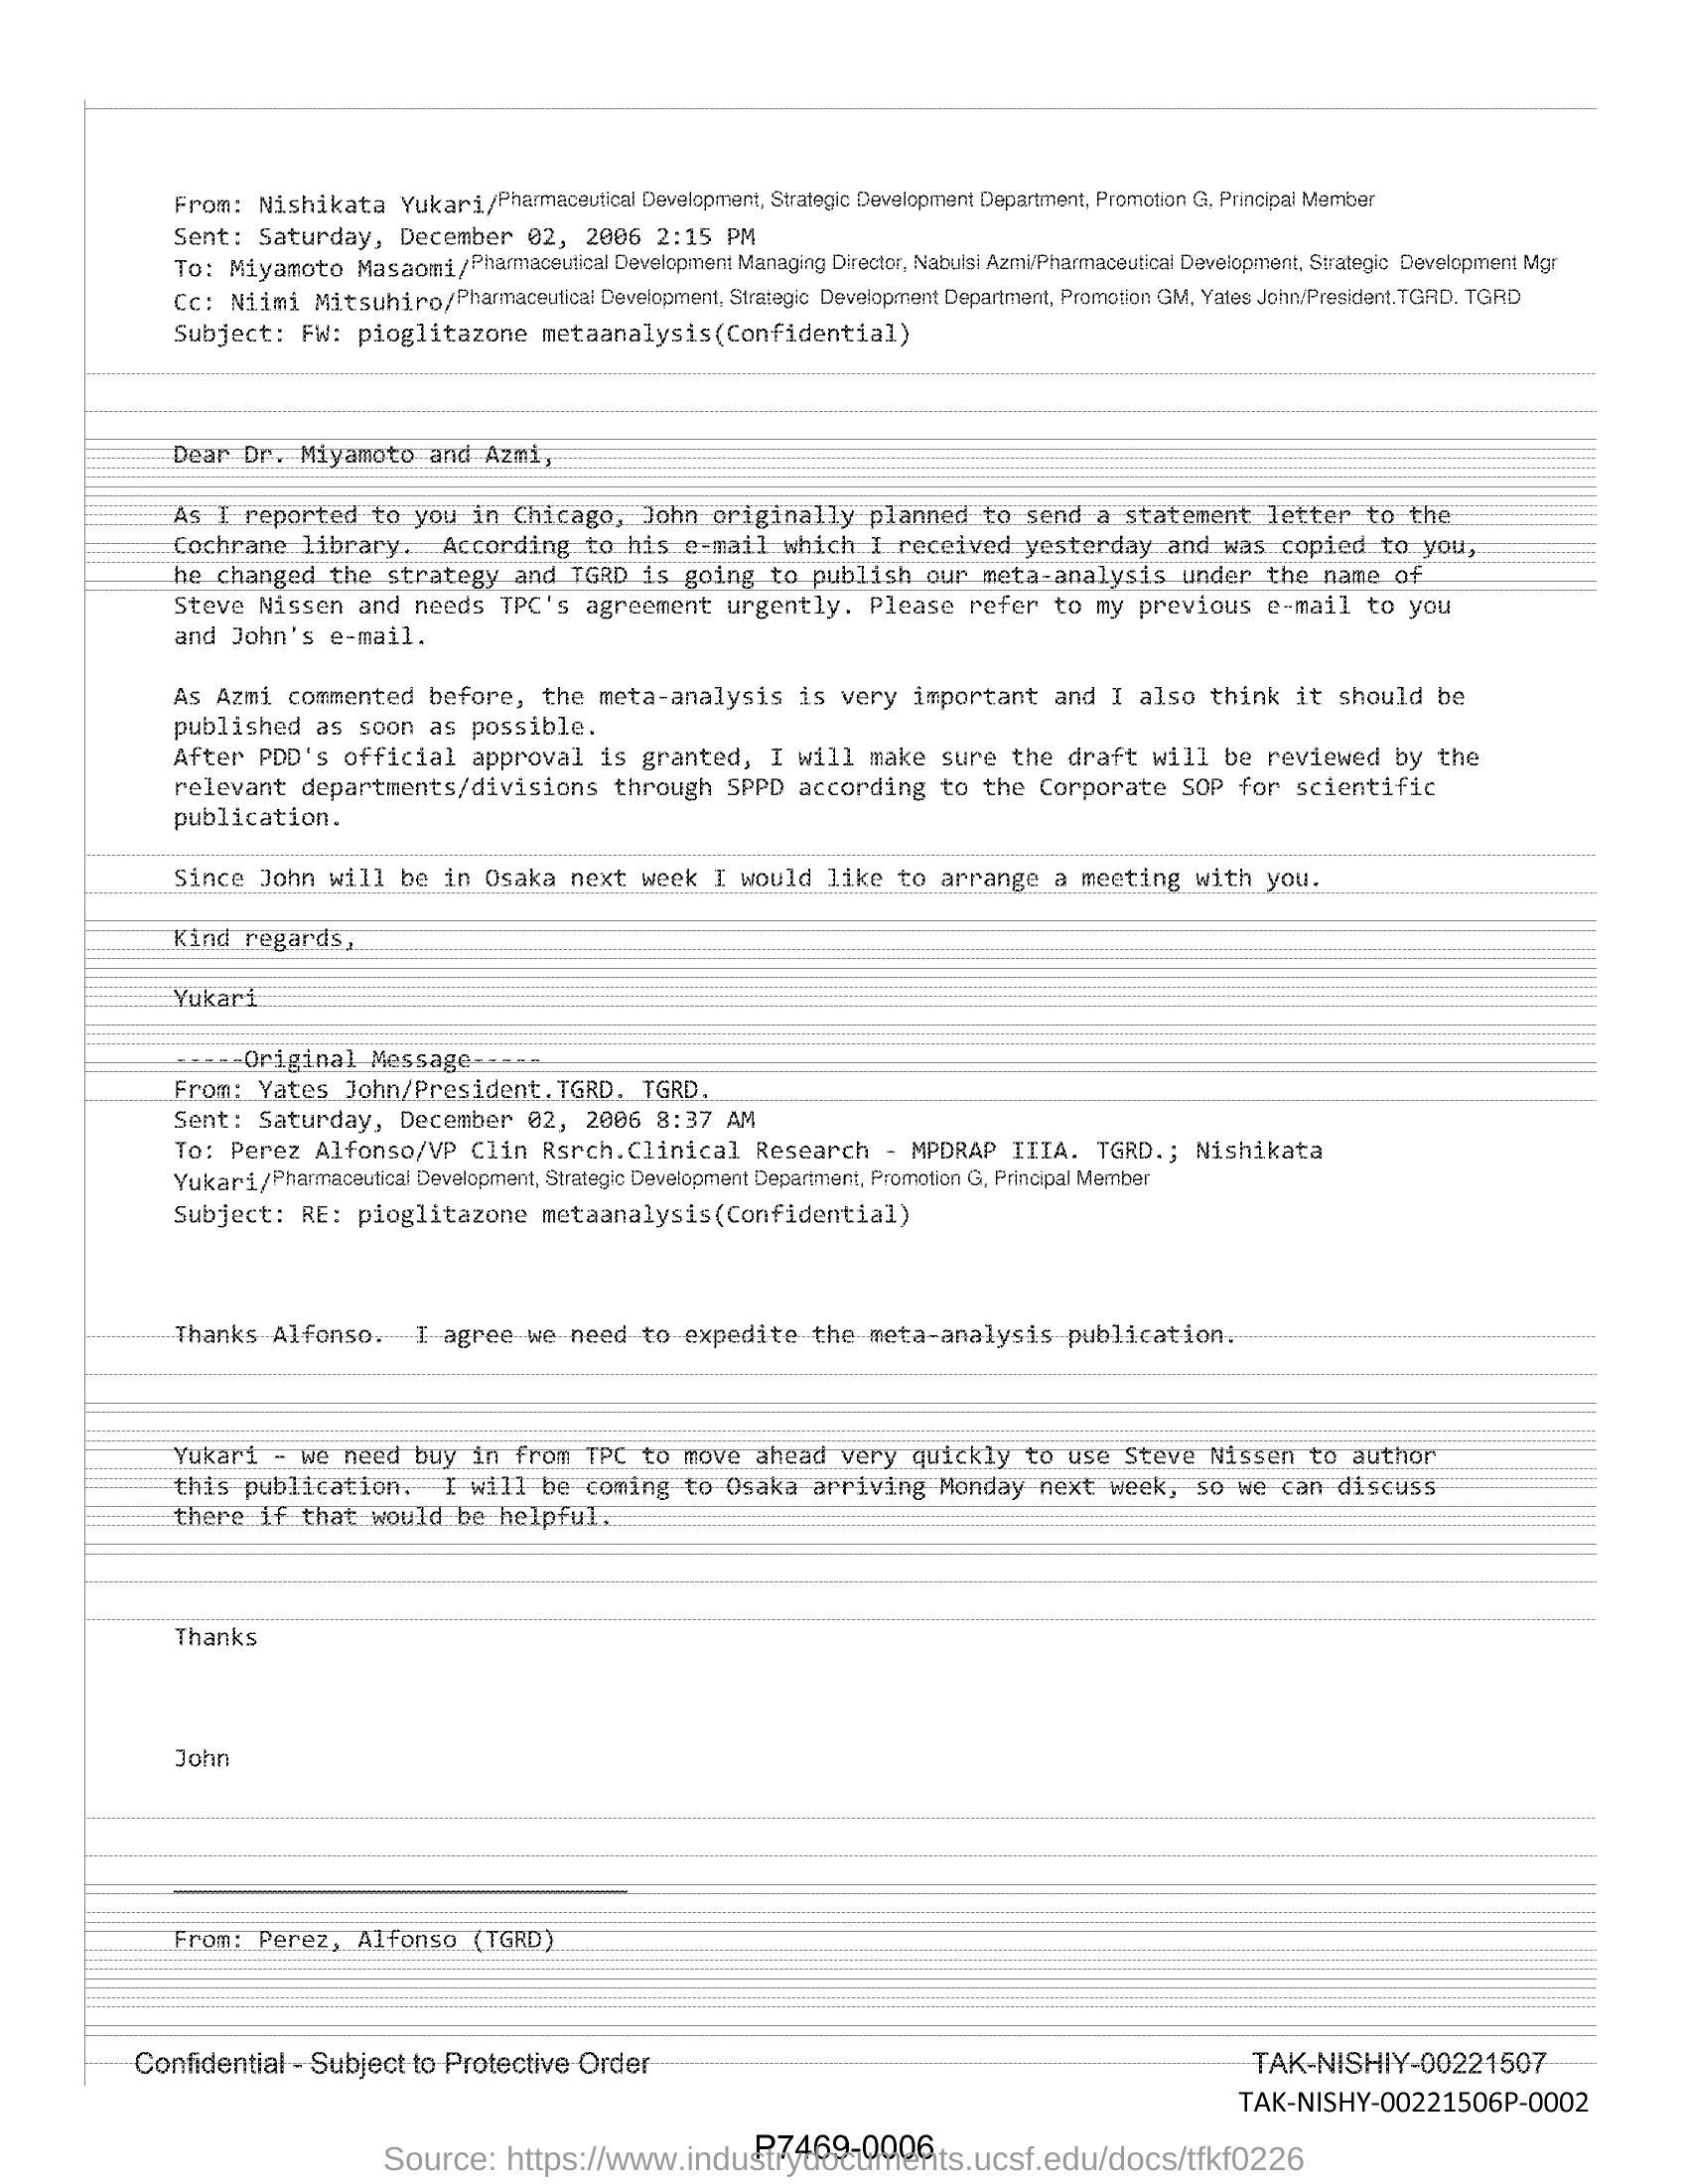 From: Nishikata Yukari/Pharmaceutical Development, Strategic Development Department, Promotion G, Principal Member
Sent: Saturday, December 02, 2006 2:15 PM
To: Miyamoto Masaomi/Pharmaceutical Development Managing Director, Nabulsi Azmi/Pharmaceutical Development, Strategic Development Mgr
Cc: Niimi Mitsuhiro/Pharmaceutical Development, Strategic Development Department, Promotion GM, Yates John/President.TGRD. TGRD
Subject: FW: pioglitazone metaanalysis(Confidential)
Dear Dr. Miyamoto and Azmi,
As I reported to you in Chicago, John originally planned to send a statement letter to the
Cochrane library. According to his e-mail which I received yesterday and was copied to you,
he changed the strategy and TGRD is going to publish our meta-analysis under the name of
Steve Nissen and needs TPC's agreement urgently. Please refer to my previous e-mail to you
and John's e-mail.
As Azmi commented before, the meta-analysis is very important and I also think it should be
published as soon as possible.
After PDD's official approval is granted, I will make sure the draft will be reviewed by the
relevant departments/divisions through SPPD according to the Corporate SOP for scientific
publication.
Since John will be in Osaka next week I would like to arrange a meeting with you.
Kind regards,
Yukari
-----Original Message-----
From: Yates John/President.TGRD. TGRD.
Sent: Saturday, December 02, 2006 8:37 AM
To: Perez Alfonso/VP Clin Rsrch.Clinical Research - MPDRAP IIIA. TGRD.; Nishikata
Yukari/Pharmaceutical Development, Strategic Development Department, Promotion G, Principal Member
Subject: RE: pioglitazone metaanalysis(Confidential)
Thanks Alfonso. I agree we need to expedite the meta-analysis publication.
Yukari - we need buy in from TPC to move ahead very quickly to use Steve Nissen to author
this publication. I will be coming to Osaka arriving Monday next week, so we can discuss
there if that would be helpful.
Thanks
John
From: Perez, Alfonso (TGRD)
Confidential - Subject to Protective Order
TAK-NISHIY-00221507
TAK-NISHY-00221506P-0002
P7469-0006
Source: https://www.industrydocuments.ucsf.edu/docs/tfkf0226